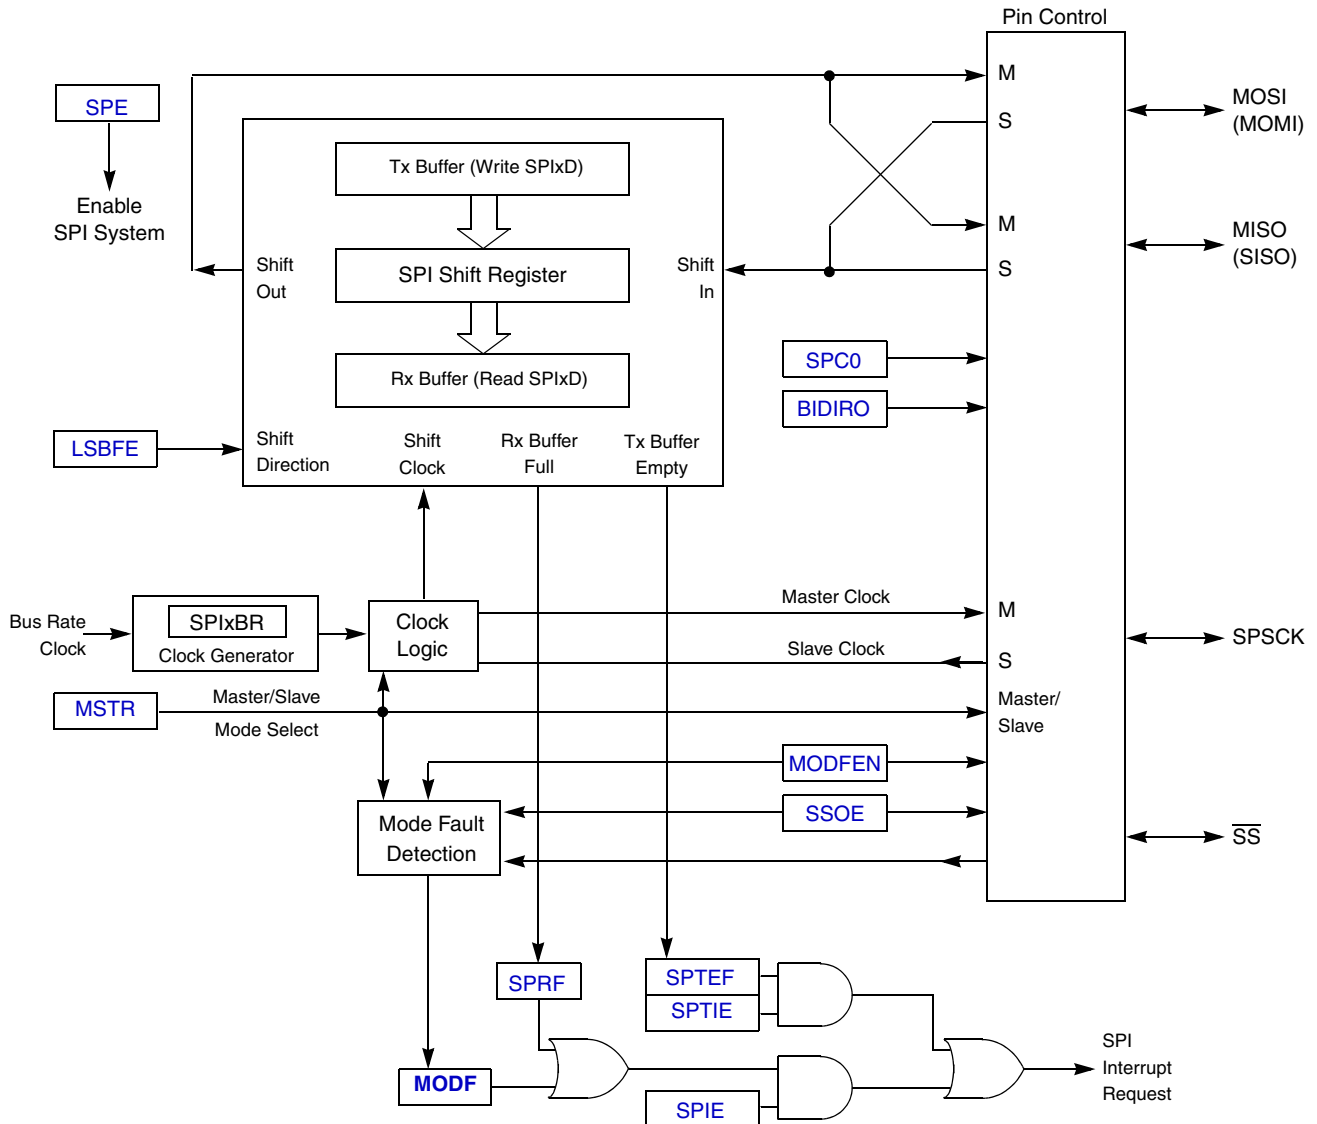 Pin Control
SPE
Enable
SPI System
Tx Buffer (Write SPIxD)
SPI Shift Register
Rx Buffer (Read SPIxD)
Shift
Out
Shift
In
LSBFE
Shift
Direction
Shift
Clock
Rx Buffer
Full
Tx Buffer
Empty
M
S
M
S
MOSI
(MOMI)
MISO
(SISO)
SPC0
BIDIRO
Bus Rate
Clock
SPIxBR
Clock Generator
Clock
Logic
Master Clock
M
Slave Clock
S
SPSCK
MSTR
Master/Slave
Mode Select
Master/
Slave
MODFEN
SSOE
Mode Fault
Detection
SS
SPRF
SPTEF
SPTIE
MODF
SPIE
SPI
Interrupt
Request